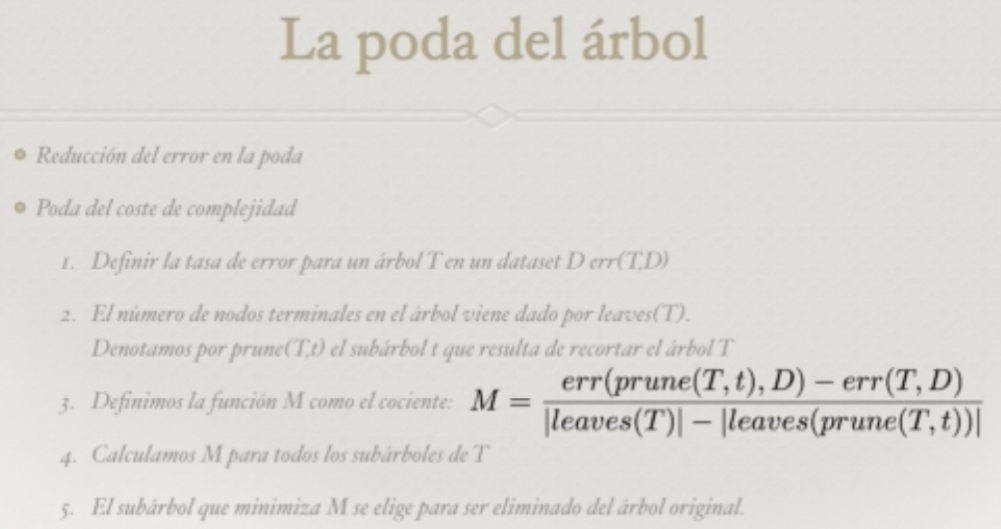 La poda del árbol
Reducción del error en la poda
Poda del coste de complejidad
1. Definir la tasa de error para un árbol T en un dataset D err(T,D)
2. El número de nodos terminales en el árbol viene dado por leaves(T).
Denotamos por prune(T,t) el subárbol t que resulta de recortar el árbol T
3. Definimos la función M como el cociente: M = \frac{err(prune(T, t), D) - err(T, D)}{|leaves(T)| - |leaves(prune(T, t))|}
4. Calculamos M para todos los subárboles de T
5. El subárbol que minimiza M se elige para ser eliminado del árbol original.